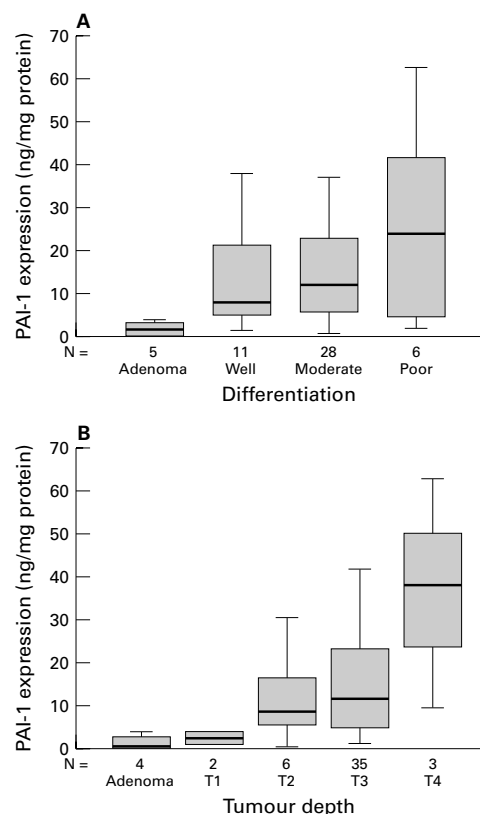 A
PAI-1 expression (ng/mg protein)
70
60
50
40
30
20
10
0
N = 5 11 28 6
Adenoma Well Moderate Poor
Differentiation
B
PAI-1 expression (ng/mg protein)
70
60
50
40
30
20
10
0
N = 4 2 6 35 3
Adenoma T1 T2 T3 T4
Tumour depth